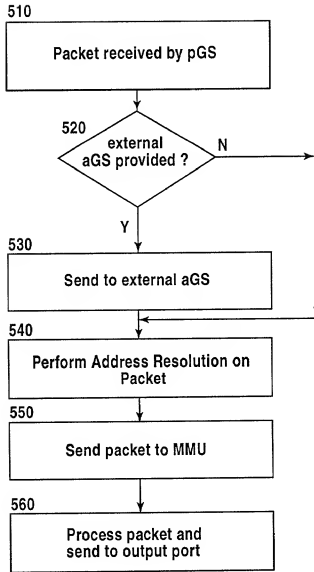 510
Packet received by pGS
520
external
aGS provided ?
N
Y
530
Send to external aGS
540
Perform Address Resolution on
Packet
550
Send packet to MMU
560
Process packet and
send to output port